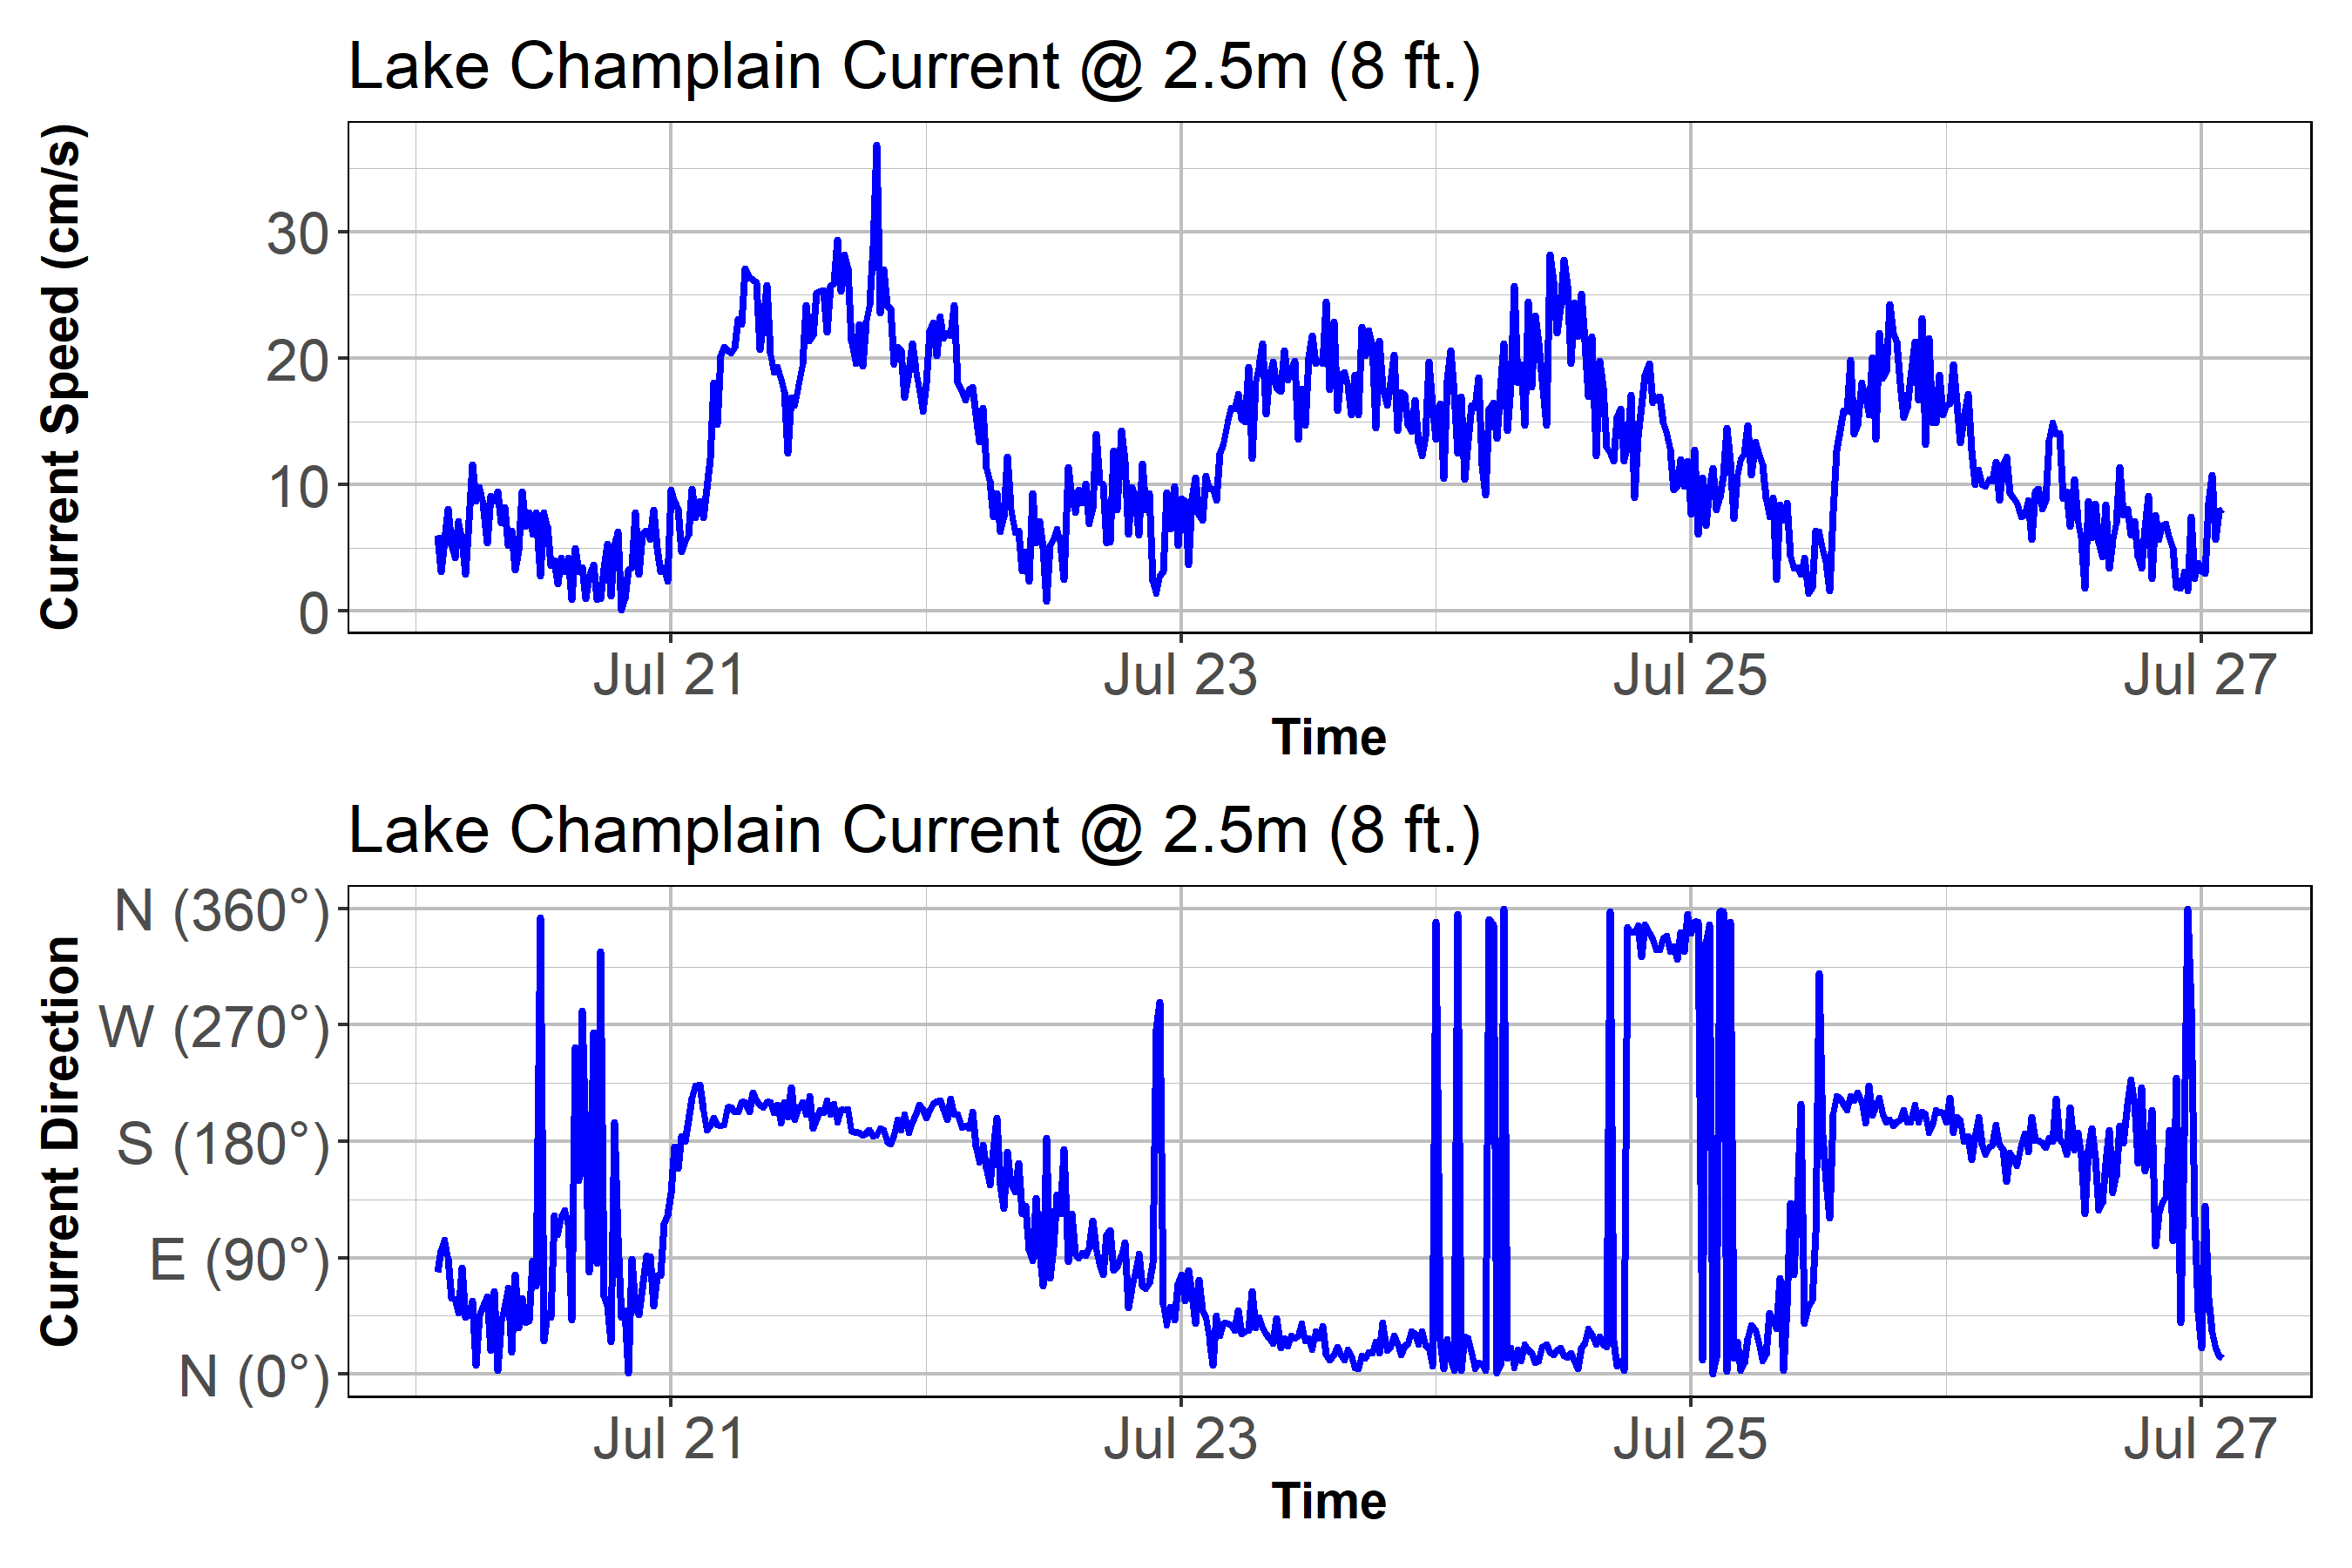 Lake Champlain Current @ 2.5m (8 ft.)
Current Speed (cm/s)
30
20
10
0
Jul 21
Jul 23
Jul 25
Jul 27
Time
Lake Champlain Current @ 2.5m (8 ft.)
Current Direction
N (360°)
W (270°)
S (180°)
E (90°)
N (0°)
Jul 21
Jul 23
Jul 25
Jul 27
Time